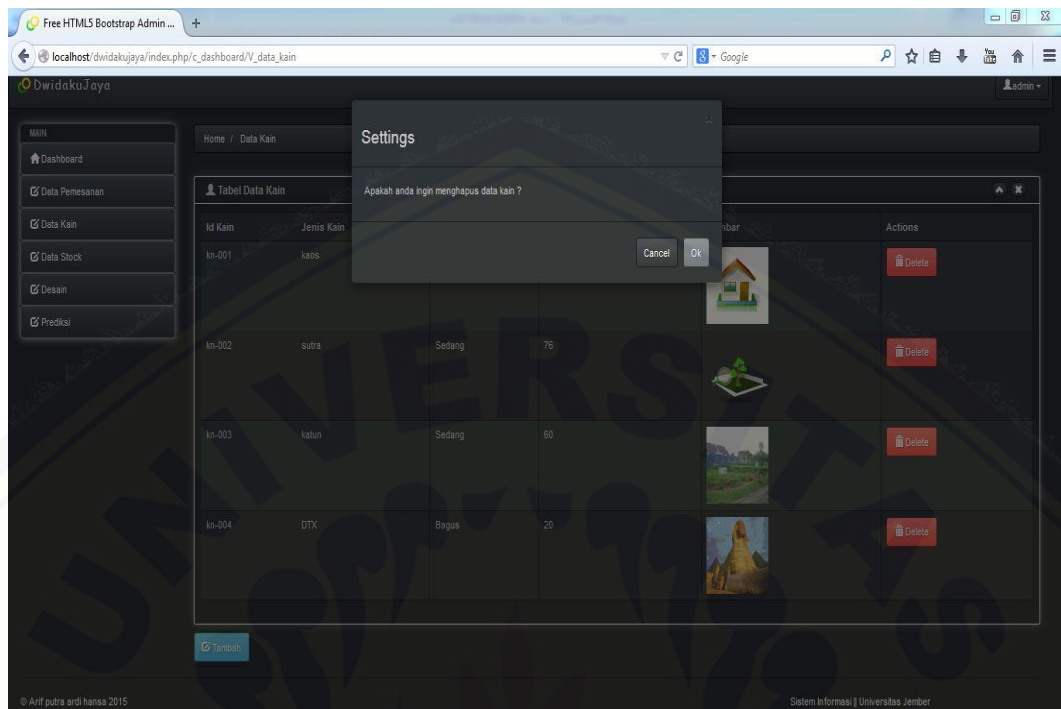 Free HTML5 Bootstrap Admin ...
localhost/dwidakujaya/index.php/c_dashboard/V_data_kain
Google
DwidakuJaya
admin
MAIN
Dashboard
Data Pemesanan
Data Kain
Data Stock
Desain
Prediksi
Home / Data Kain
Settings
Apakah anda ingin menghapus data kain ?
Cancel Ok
Tabel Data Kain
Id Kain Jenis Kain Actions
kn-001 kaos Delete
kn-002 sutra Sedang 76 Delete
kn-003 katun Sedang 60 Delete
kn-004 DTX Bagus 20 Delete
Tambah
© Arif putra ardi hansa 2015
Sistem Informasi || Universitas Jember
UNIVERSITAS